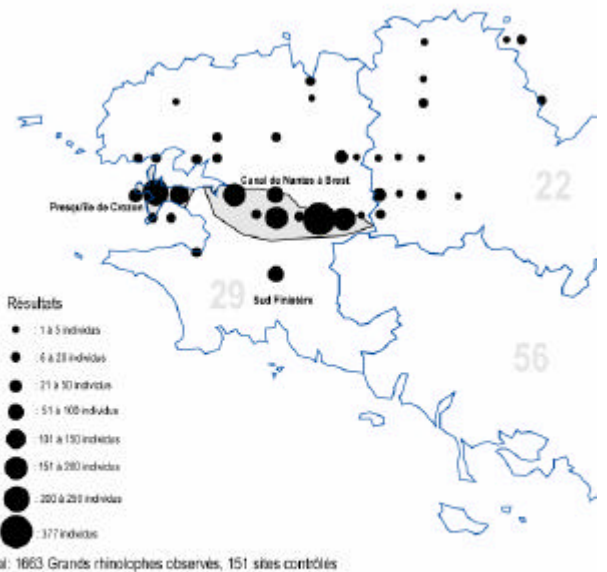 Canal de Nantes à Brest
22
Presqu'île de Crozon
29
Sud Finistère
56
Résultats
: 1 à 5 individus
: 6 à 20 individus
: 21 à 50 individus
: 51 à 100 individus
: 101 à 150 individus
: 151 à 200 individus
: 200 à 250 individus
: 377 individus
al: 1663 Grands rhinolophes observés, 151 sites contrôlés